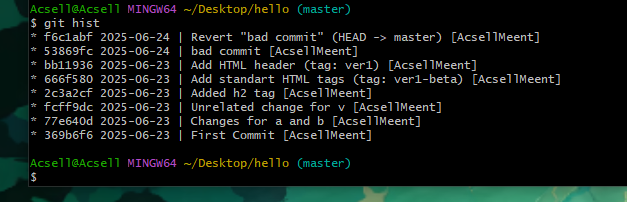 Acsell@Acsell MINGW64 ~/Desktop/hello (master)
$ git hist
* f6c1abf 2025-06-24 | Revert "bad commit" (HEAD -> master) [AcsellMeent]
* 53869fc 2025-06-24 | bad commit [AcsellMeent]
* bb11936 2025-06-23 | Add HTML header (tag: ver1) [AcsellMeent]
* 666f580 2025-06-23 | Add standart HTML tags (tag: ver1-beta) [AcsellMeent]
* 2c3a2cf 2025-06-23 | Added h2 tag [AcsellMeent]
* fcff9dc 2025-06-23 | Unrelated change for v [AcsellMeent]
* 77e640d 2025-06-23 | Changes for a and b [AcsellMeent]
* 369b6f6 2025-06-23 | First Commit [AcsellMeent]
Acsell@Acsell MINGW64 ~/Desktop/hello (master)
$